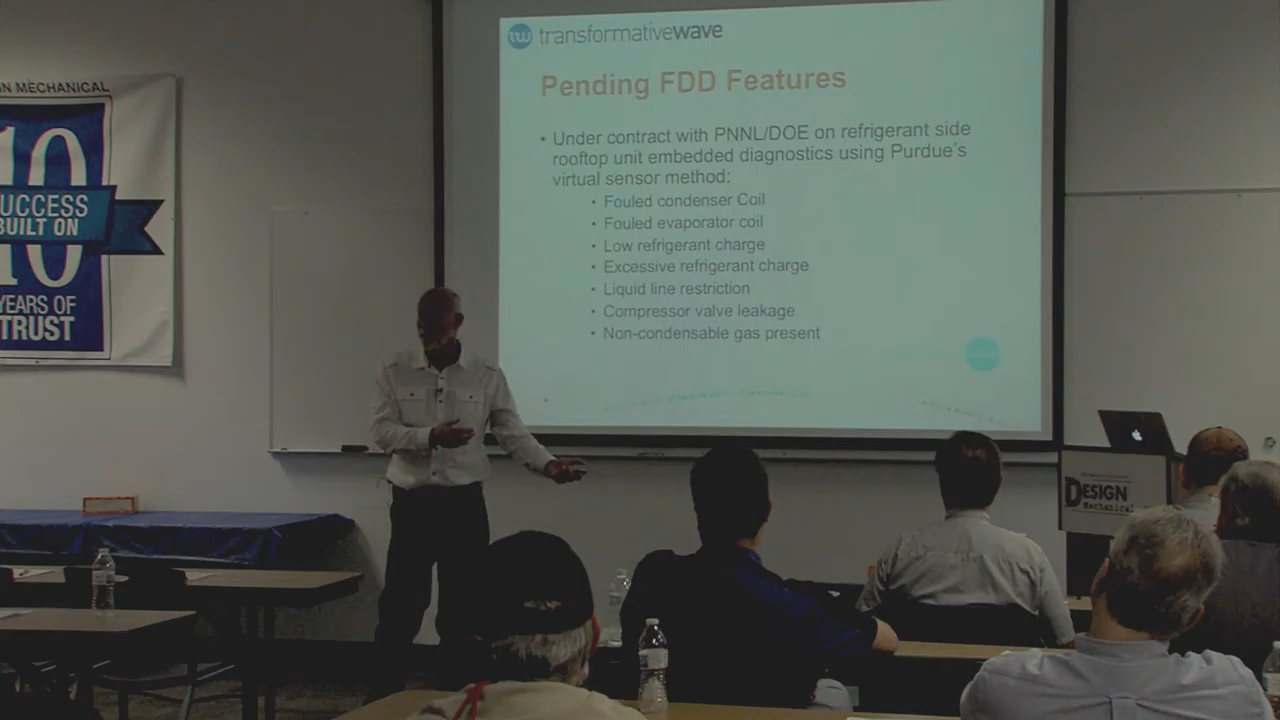 N MECHANICAL
10
UCCESS
BUILT ON
YEARS OF
TRUST
tw transformativewave
Pending FDD Features
• Under contract with PNNL/DOE on refrigerant side
rooftop unit embedded diagnostics using Purdue's
virtual sensor method:
• Fouled condenser Coil
• Fouled evaporator coil
• Low refrigerant charge
• Excessive refrigerant charge
• Liquid line restriction
• Compressor valve leakage
• Non-condensable gas present
DESIGN
Mechanical